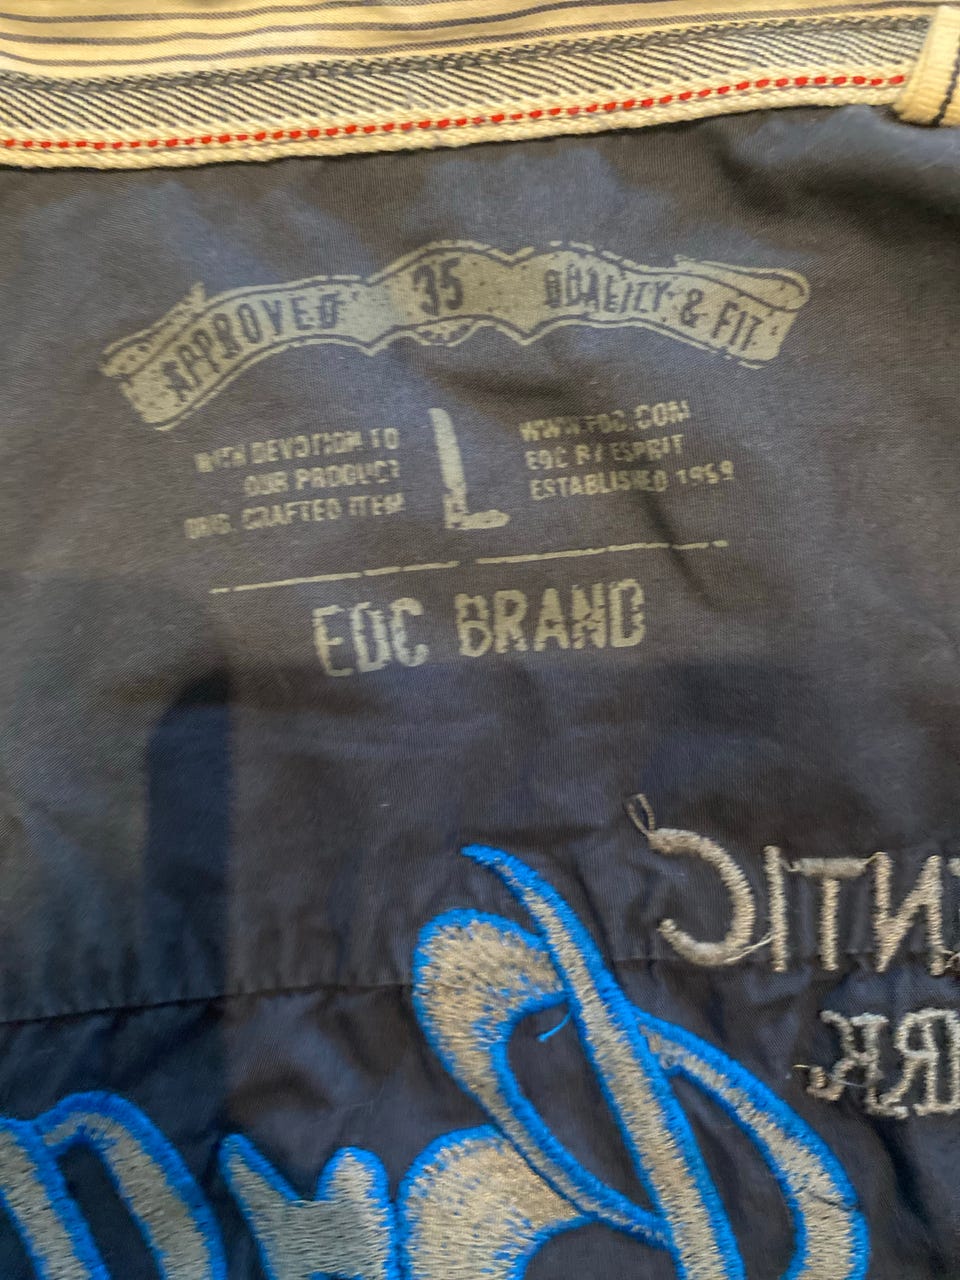 APPROVED 35 QUALITY & FIT
WITH DEVOTION TO
OUR PRODUCT
ORIG. CRAFTED ITEM
L
WWW.EDC.COM
EDC BY ESPRIT
ESTABLISHED 1968
EDC BRAND
NTIC